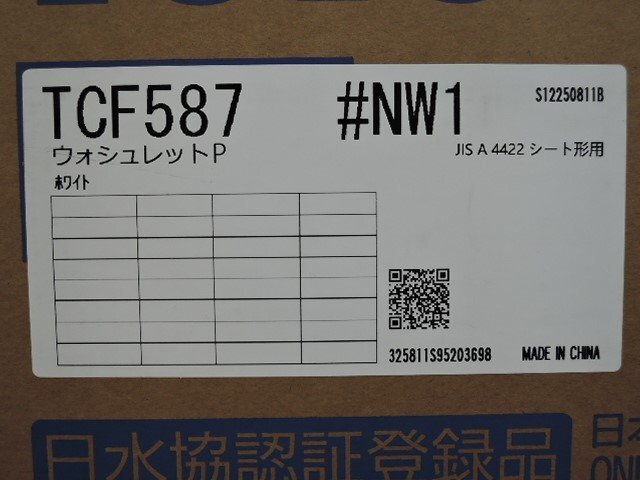 TCF587 #NW1 S12250811B
ウォシュレットP JIS A 4422 シート形用
ホワイト
325811S95203698 MADE IN CHINA
日水協認証登録品
日